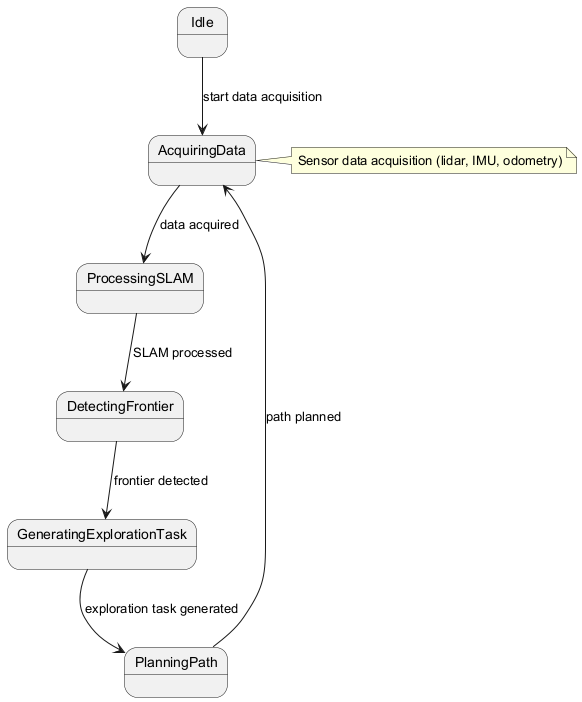 Idle
start data acquisition
AcquiringData
Sensor data acquisition (lidar, IMU, odometry)
data acquired
ProcessingSLAM
SLAM processed
DetectingFrontier
path planned
frontier detected
GeneratingExplorationTask
exploration task generated
PlanningPath